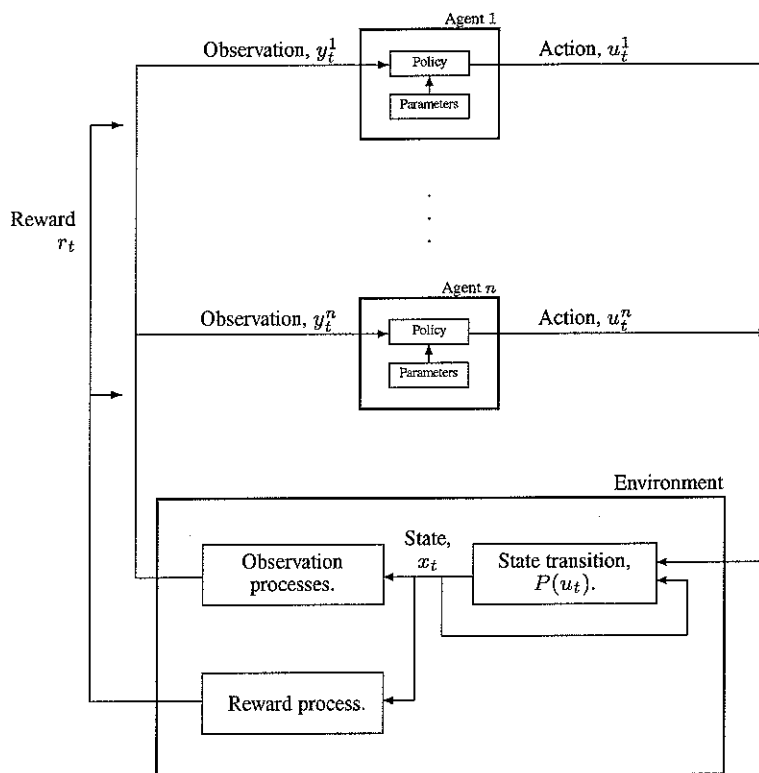 Agent 1
Observation, y_t^1
Policy
Action, u_t^1
Parameters
Reward
r_t
Agent n
Observation, y_t^n
Policy
Action, u_t^n
Parameters
Environment
State,
x_t
Observation
processes.
State transition,
P(u_t).
Reward process.